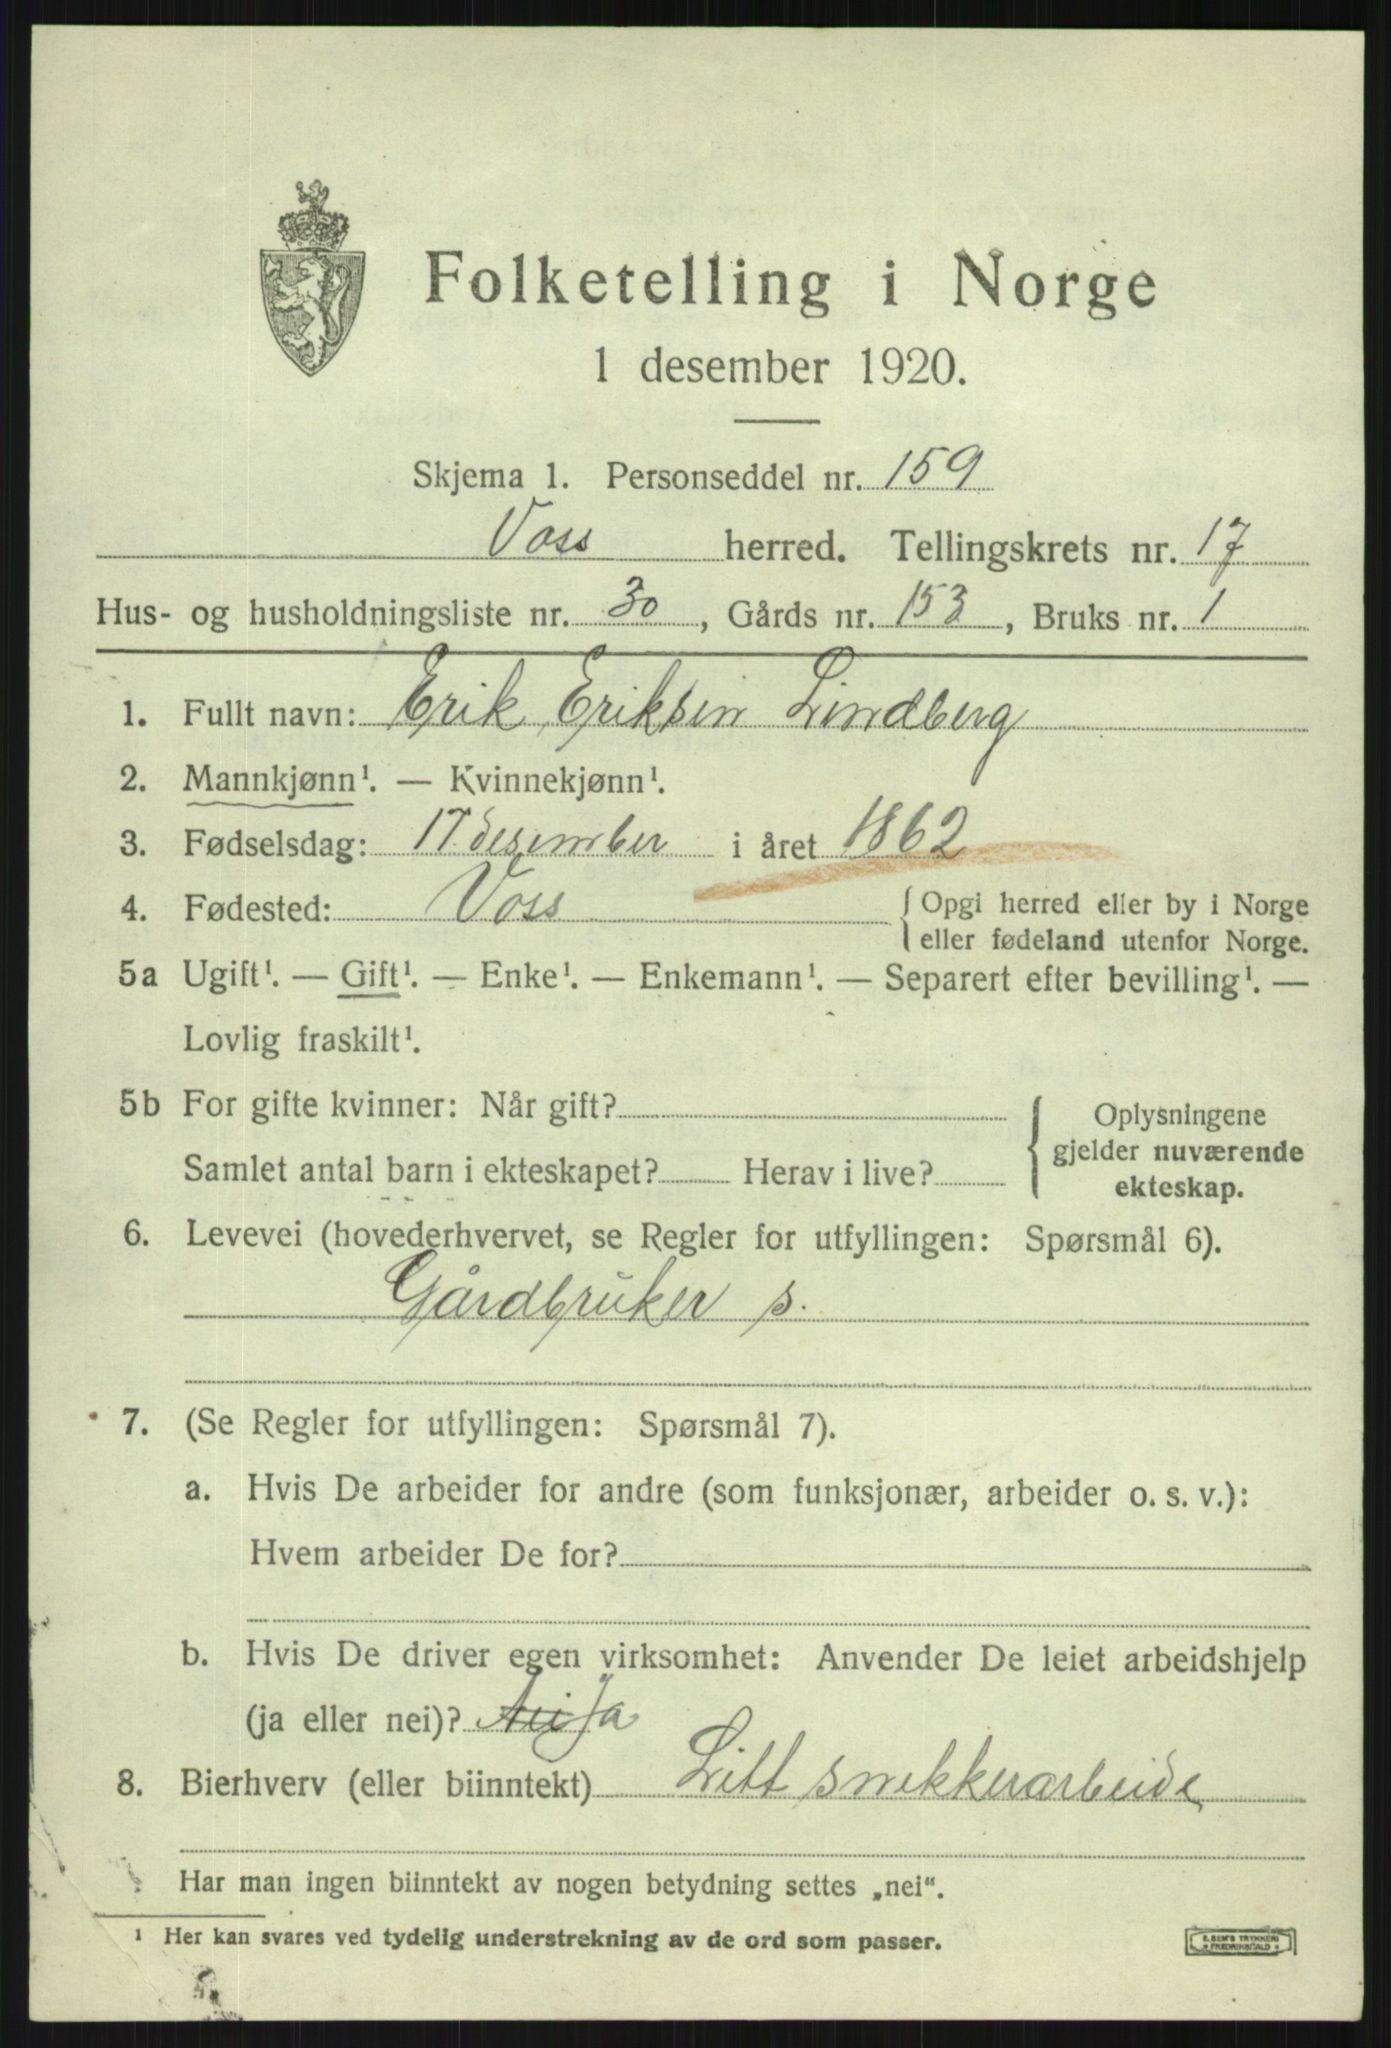 Folketelling i Norge
1 desember 1920.
Skjema 1. Personseddel nr. 159
Voss herred. Tellingskrets nr. 17
Hus- og husholdningsliste nr. 30, Gårds nr. 153, Bruks nr. 1
1. Fullt navn: Erik Eriksen Lindberg
2. Mannkjønn¹. — Kvinnekjønn¹.
3. Fødselsdag: 17 desember i året 1862
4. Fødested: Voss { Opgi herred eller by i Norge
eller fødeland utenfor Norge.
5a Ugift¹. — Gift¹. — Enke¹. — Enkemann¹. — Separert efter bevilling¹. —
Lovlig fraskilt¹.
5b For gifte kvinner: Når gift?
Samlet antal barn i ekteskapet? Herav i live?
{ Oplysningene
gjelder nuværende
ekteskap.
6. Levevei (hovederhvervet, se Regler for utfyllingen: Spørsmål 6).
Gårdbruker s.
7. (Se Regler for utfyllingen: Spørsmål 7).
a. Hvis De arbeider for andre (som funksjonær, arbeider o. s. v.):
Hvem arbeider De for?
b. Hvis De driver egen virksomhet: Anvender De leiet arbeidshjelp
(ja eller nei)? Nei Ja
8. Bierhverv (eller biinntekt) Litt snekkerarbeide
Har man ingen biinntekt av nogen betydning settes „nei".
¹ Her kan svares ved tydelig understrekning av de ord som passer.
E. SEM'S TRYKKERI
FREDRIKSHALD